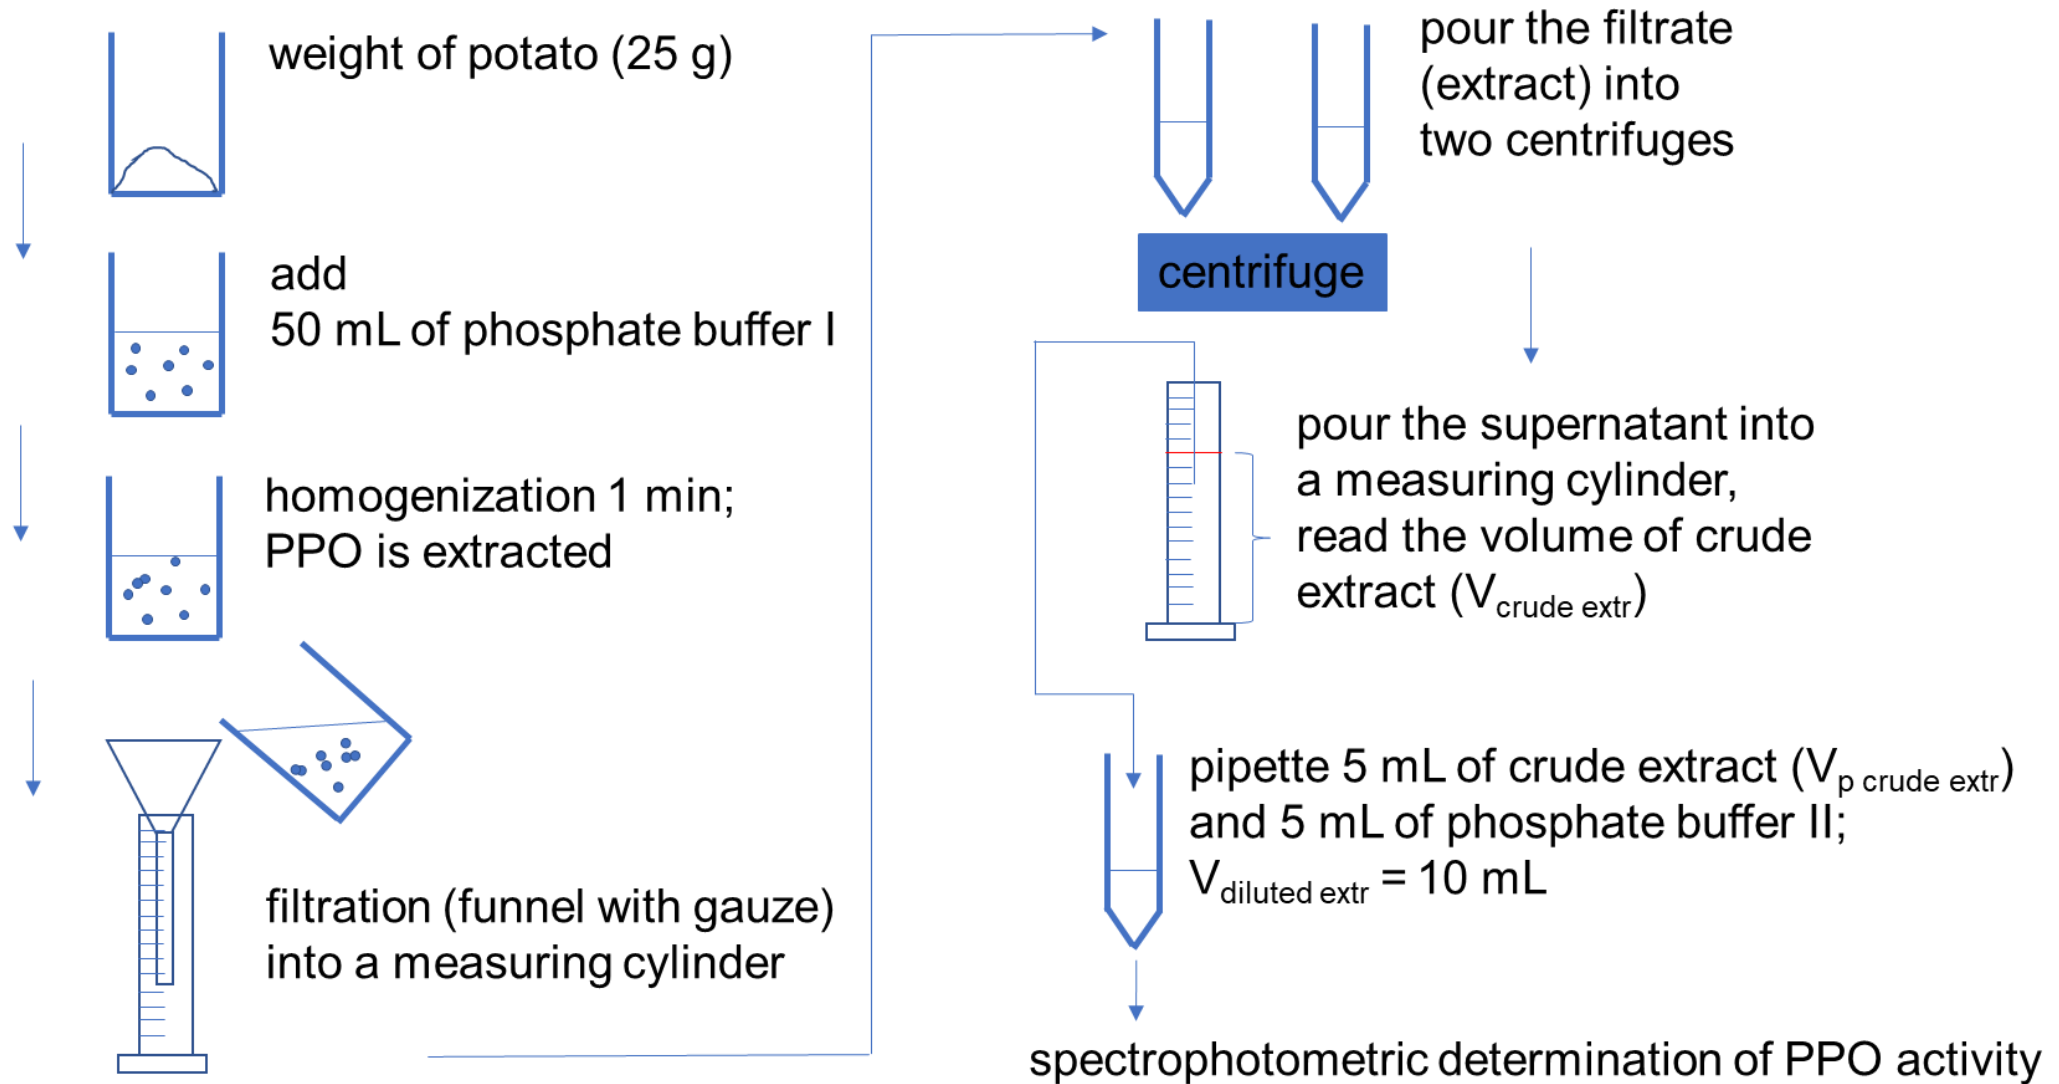 weight of potato (25 g)
add
50 mL of phosphate buffer I
homogenization 1 min;
PPO is extracted
filtration (funnel with gauze)
into a measuring cylinder
pour the filtrate
(extract) into
two centrifuges
centrifuge
pour the supernatant into
a measuring cylinder,
read the volume of crude
extract (Vcrude extr)
pipette 5 mL of crude extract (Vp crude extr)
and 5 mL of phosphate buffer II;
Vdiluted extr = 10 mL
spectrophotometric determination of PPO activity